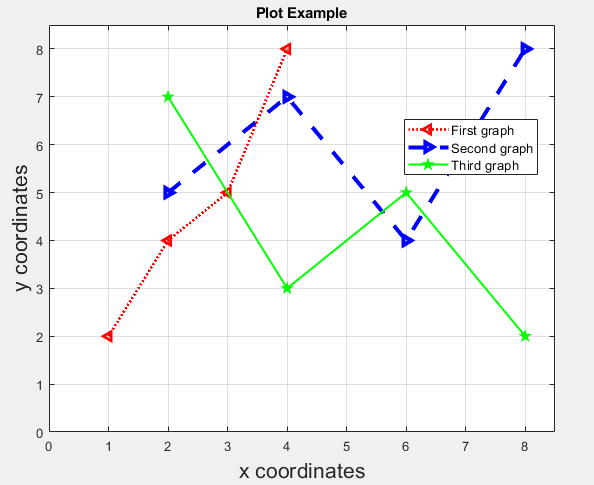 Plot Example
8
7
6
5
4
3
2
1
0
y coordinates
First graph
Second graph
Third graph
0 1 2 3 4 5 6 7 8
x coordinates